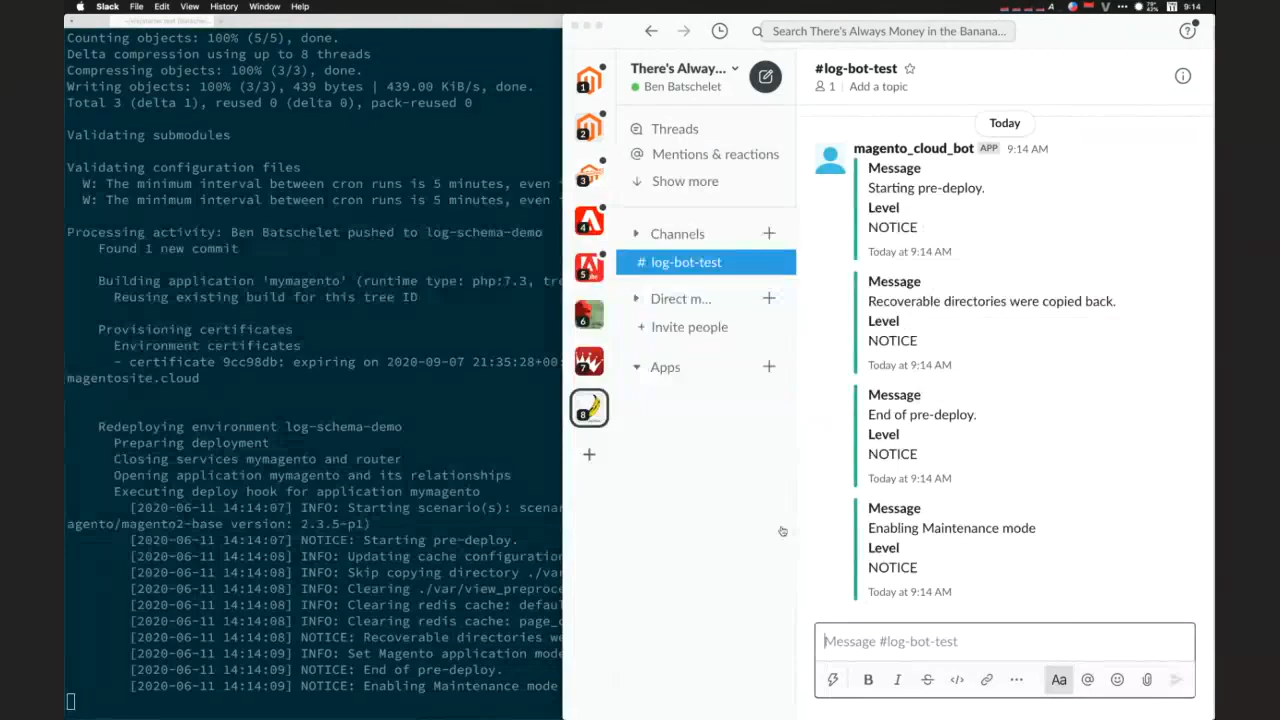 Slack File Edit View History Window Help
79°
42%
9:14
Counting objects: 100% (5/5), done.
Delta compression using up to 8 threads
Compressing objects: 100% (3/3), done.
Writing objects: 100% (3/3), 439 bytes | 439.00 KiB/s, done.
Total 3 (delta 1), reused 0 (delta 0), pack-reused 0
Validating submodules
Validating configuration files
W: The minimum interval between cron runs is 5 minutes, even
W: The minimum interval between cron runs is 5 minutes, even
Processing activity: Ben Batschelet pushed to log-schema-demo
Found 1 new commit
Building application 'mymagento' (runtime type: php:7.3, tre
Reusing existing build for this tree ID
Provisioning certificates
Environment certificates
- certificate 9cc98db: expiring on 2020-09-07 21:35:28+00:
magentosite.cloud
Redeploying environment log-schema-demo
Preparing deployment
Closing services mymagento and router
Opening application mymagento and its relationships
Executing deploy hook for application mymagento
[2020-06-11 14:14:07] INFO: Starting scenario(s): scenar
agento/magento2-base version: 2.3.5-p1)
[2020-06-11 14:14:07] NOTICE: Starting pre-deploy.
[2020-06-11 14:14:08] INFO: Updating cache configuration
[2020-06-11 14:14:08] INFO: Skip copying directory ./var
[2020-06-11 14:14:08] INFO: Clearing ./var/view_preproce
[2020-06-11 14:14:08] INFO: Clearing redis cache: defaul
[2020-06-11 14:14:08] INFO: Clearing redis cache: page_c
[2020-06-11 14:14:08] NOTICE: Recoverable directories we
[2020-06-11 14:14:09] INFO: Set Magento application mode
[2020-06-11 14:14:09] NOTICE: End of pre-deploy.
[2020-06-11 14:14:09] NOTICE: Enabling Maintenance mode
1
2
3
4
5
6
7
8
Search There's Always Money in the Banana...
There's Alway...
Ben Batschelet
Threads
Mentions & reactions
Show more
Channels
# log-bot-test
Direct m...
+ Invite people
Apps
#log-bot-test
1 Add a topic
Today
magento_cloud_bot APP 9:14 AM
Message
Starting pre-deploy.
Level
NOTICE
Today at 9:14 AM
Message
Recoverable directories were copied back.
Level
NOTICE
Today at 9:14 AM
Message
End of pre-deploy.
Level
NOTICE
Today at 9:14 AM
Message
Enabling Maintenance mode
Level
NOTICE
Today at 9:14 AM
Message #log-bot-test
B I Aa @